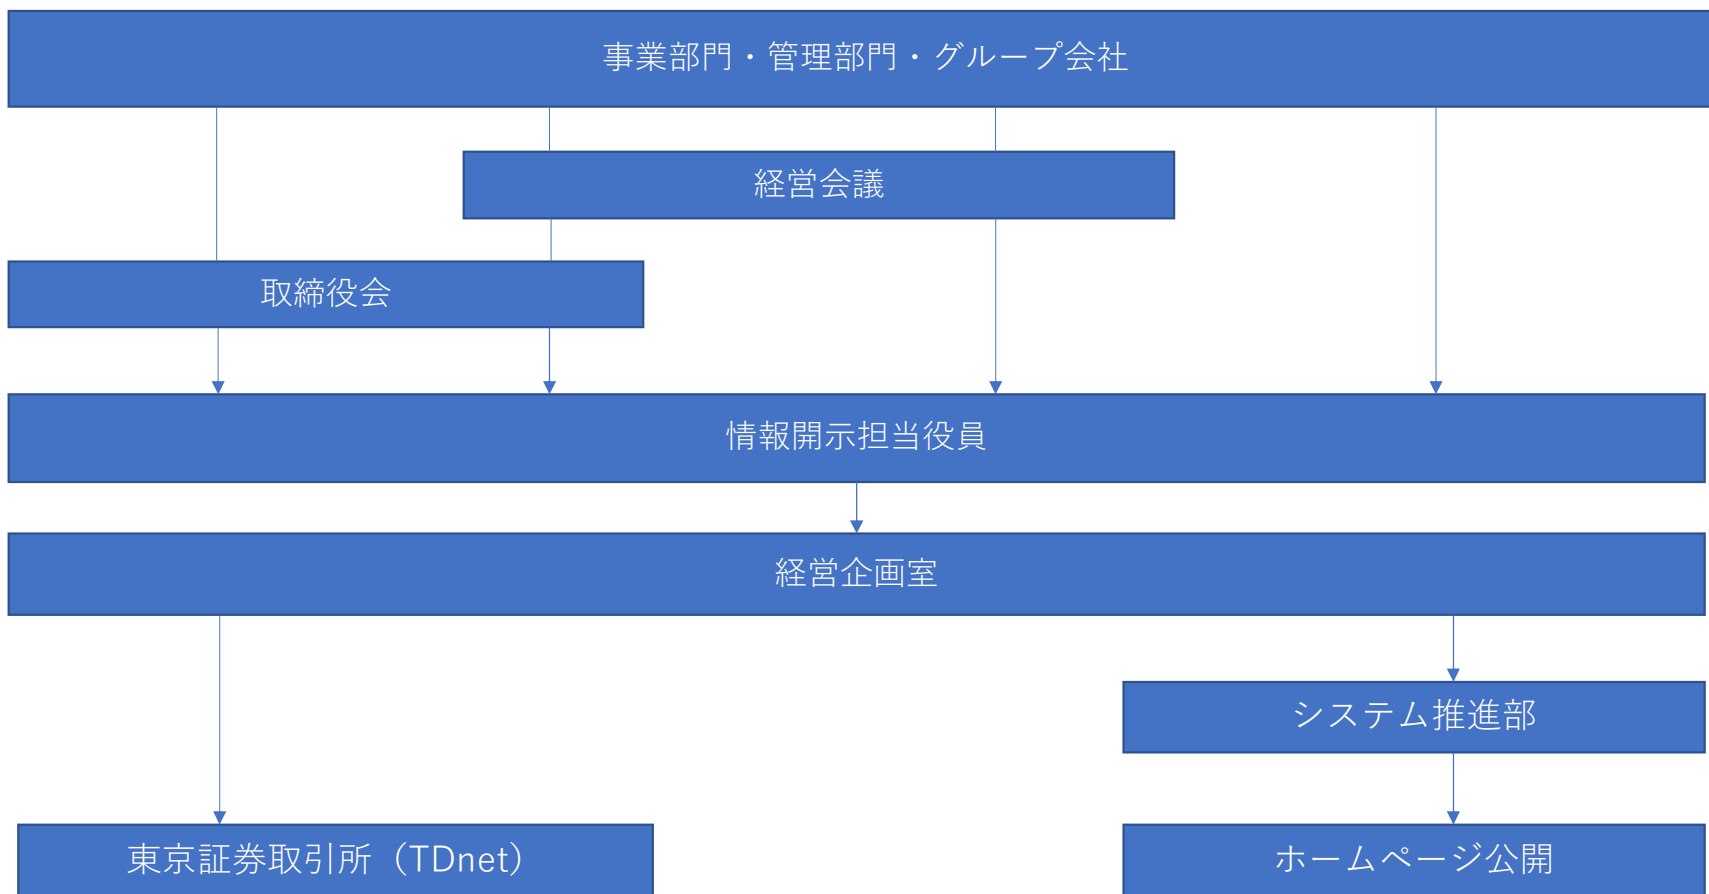 事業部門・管理部門・グループ会社
経営会議
取締役会
情報開示担当役員
経営企画室
システム推進部
東京証券取引所（TDnet）
ホームページ公開